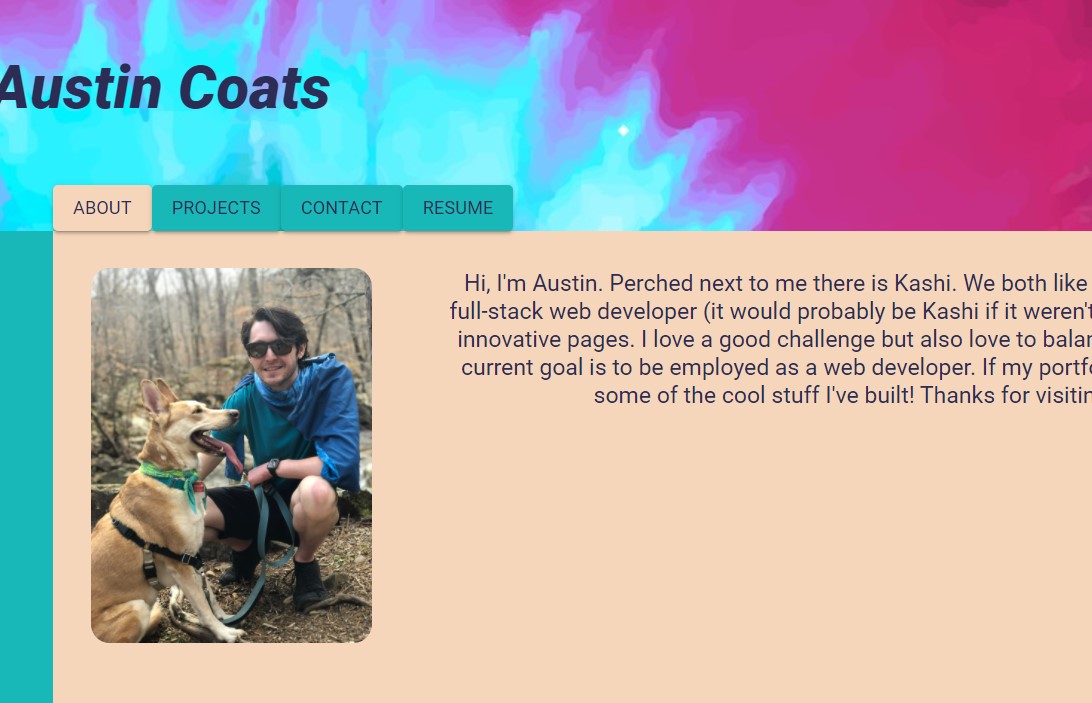 Austin Coats
ABOUT PROJECTS CONTACT RESUME
Hi, I'm Austin. Perched next to me there is Kashi. We both like
full-stack web developer (it would probably be Kashi if it weren't
innovative pages. I love a good challenge but also love to balan
current goal is to be employed as a web developer. If my portfo
some of the cool stuff I've built! Thanks for visitin